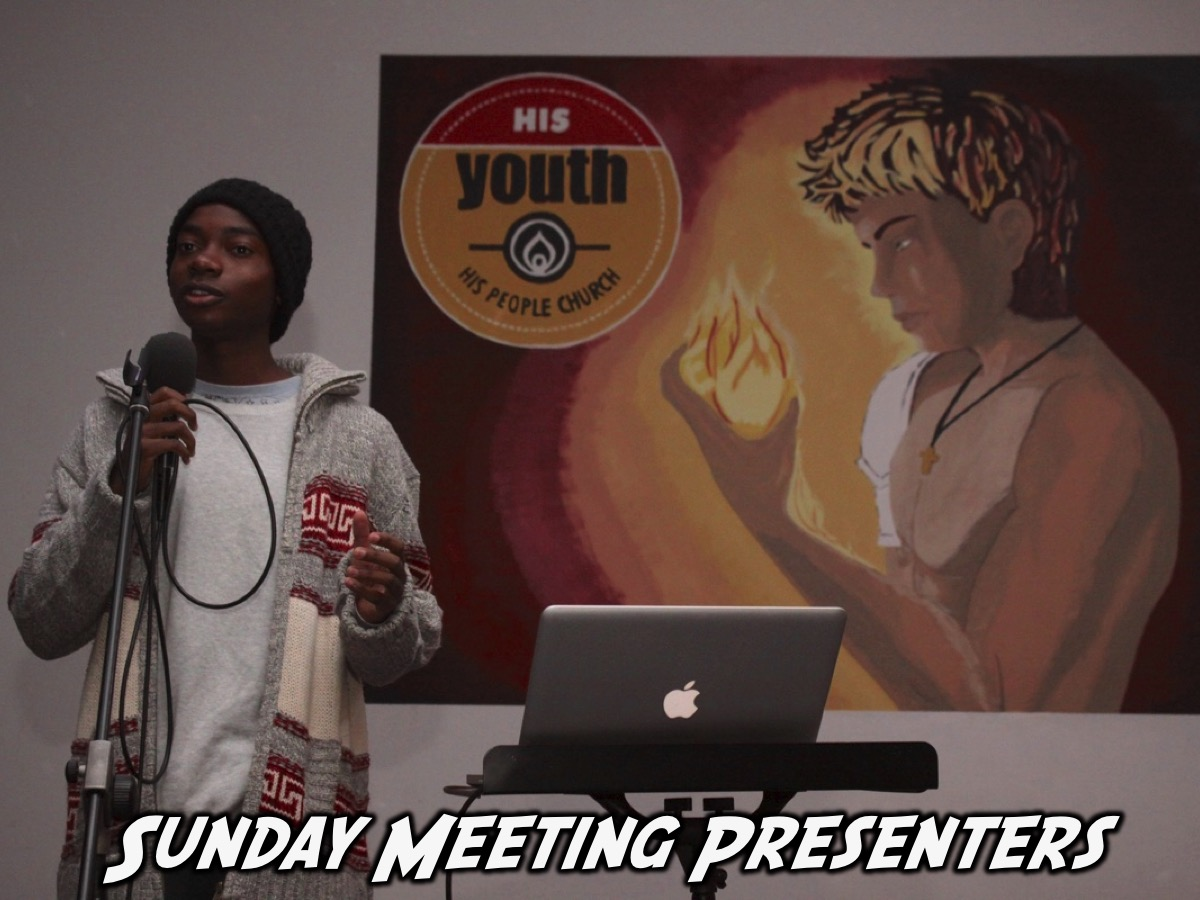 HIS
youth
HIS PEOPLE CHURCH
SUNDAY MEETING PRESENTERS